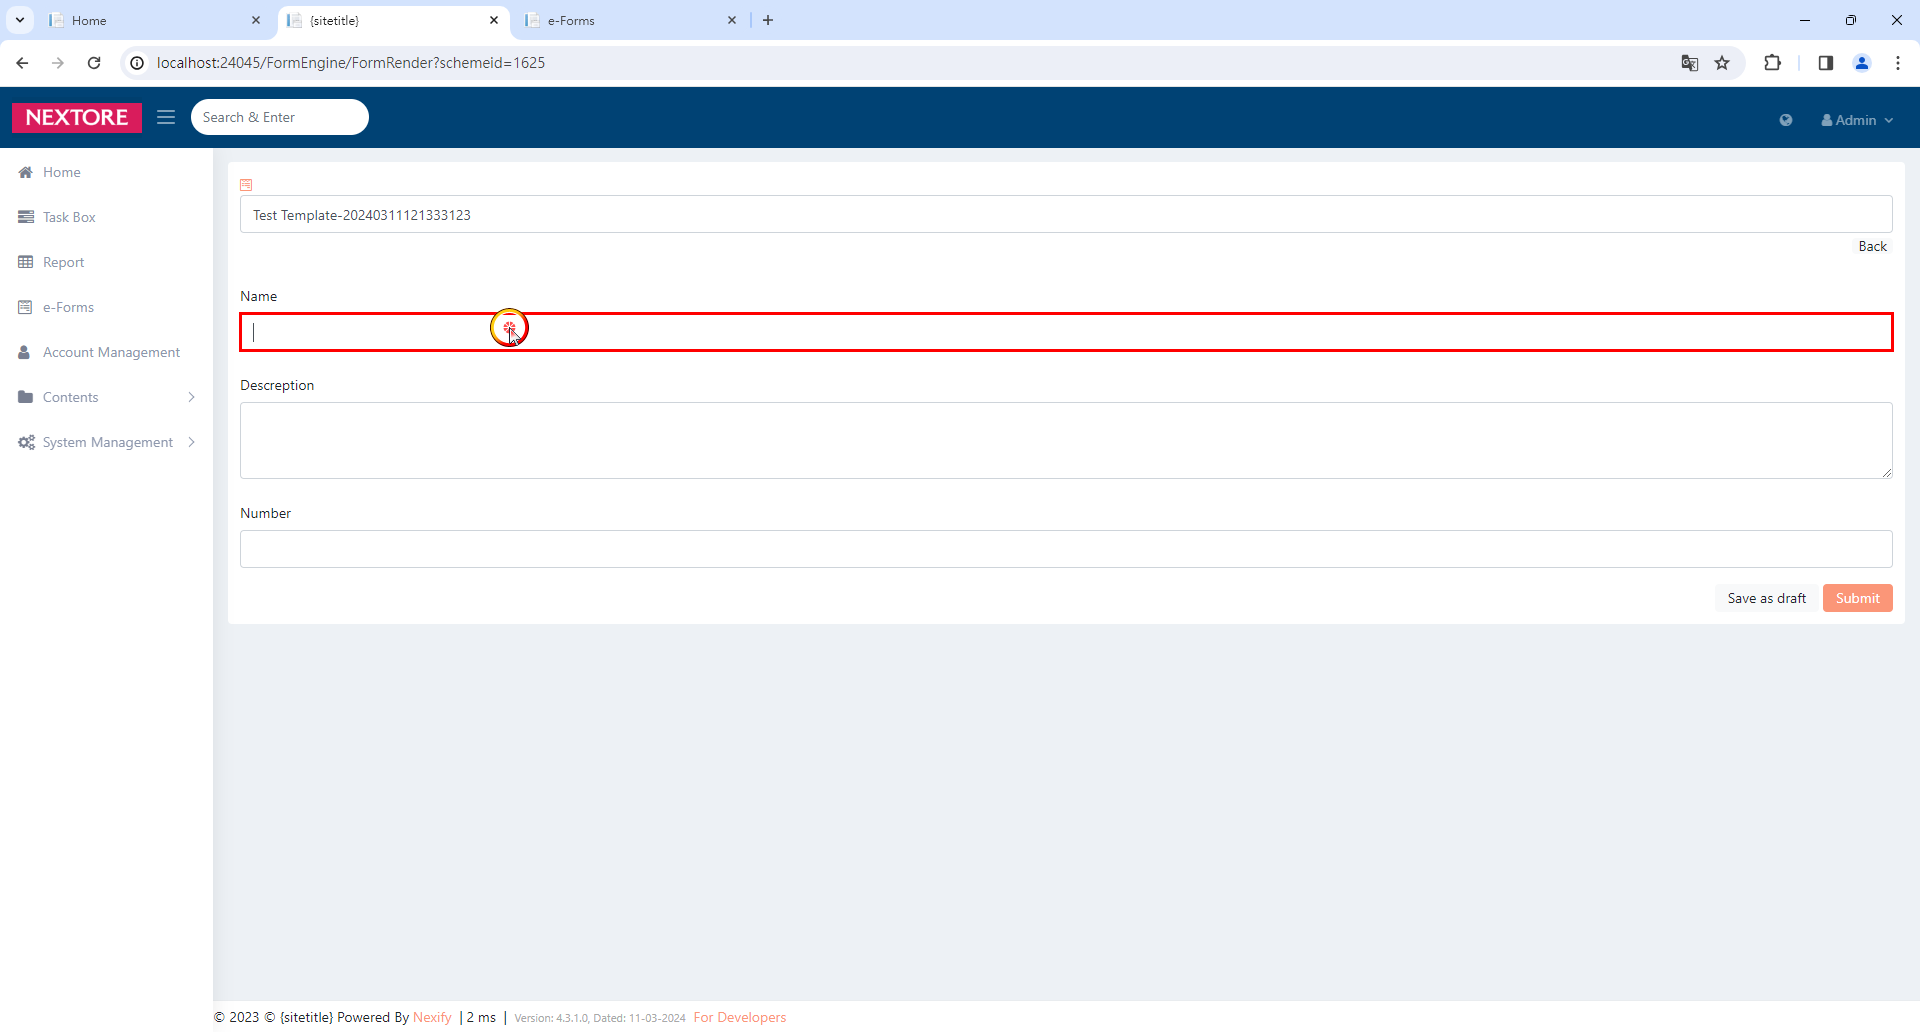 Home
{sitetitle}
e-Forms
localhost:24045/FormEngine/FormRender?schemeid=1625
NEXTORE
Search & Enter
Admin
Home
Task Box
Report
e-Forms
Account Management
Contents
System Management
Test Template-20240311121333123
Back
Name
Descreption
Number
Save as draft
Submit
© 2023 © {sitetitle} Powered By Nexify | 2 ms | Version: 4.3.1.0, Dated: 11-03-2024 For Developers